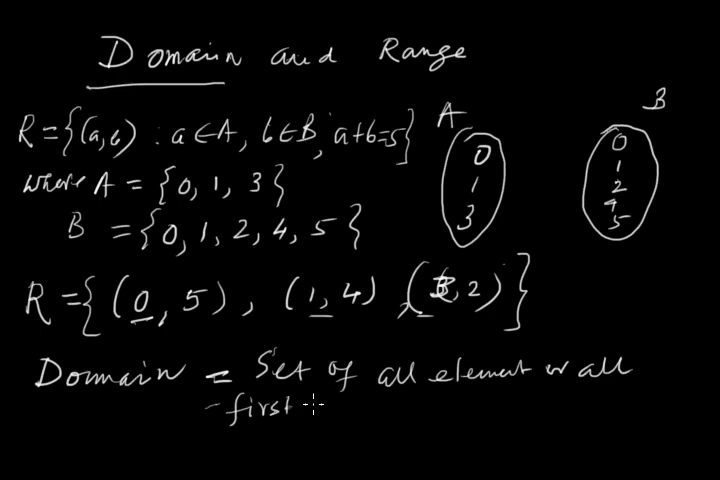 Domain and Range
R={(a,b) : a∈A, b∈B, a+b=5}
where A = {0, 1, 3}
B = {0, 1, 2, 4, 5}
A
0
1
3
B
0
1
2
4
5
R={(0,5), (1,4), (3,2)}
Domain = Set of all element or all
first